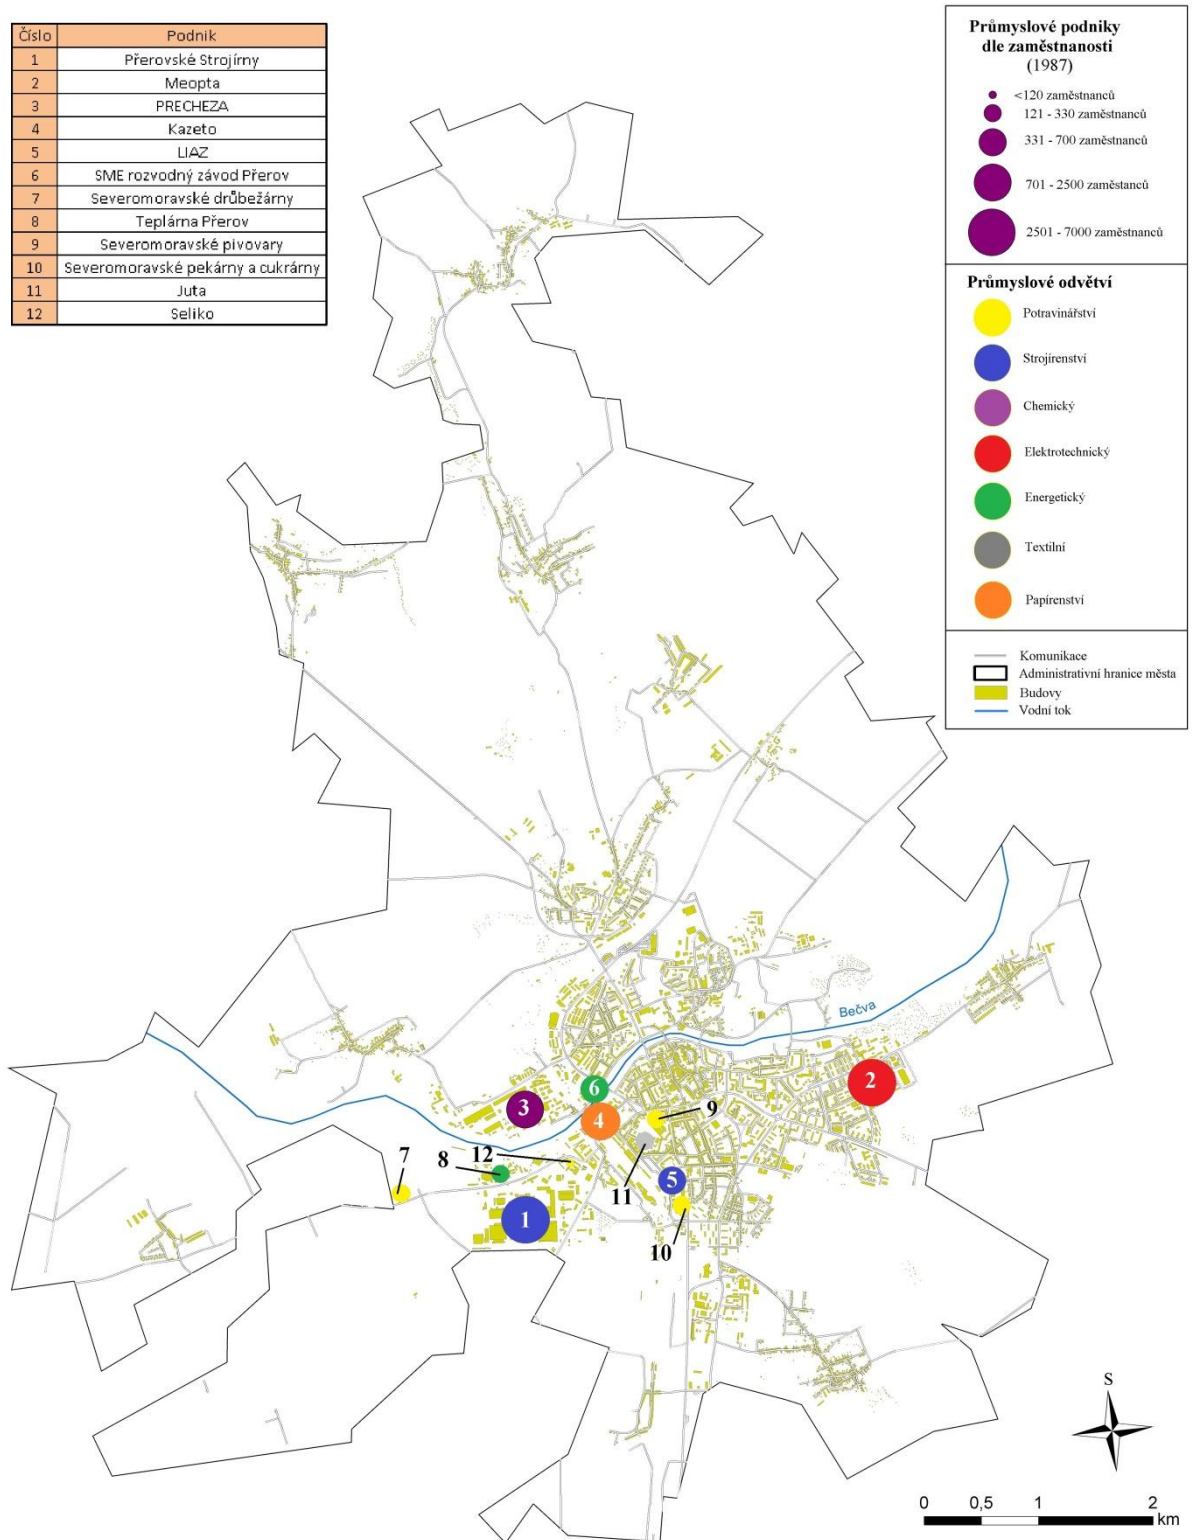 Číslo Podnik
1 Přerovské Strojírny
2 Meopta
3 PRECHEZA
4 Kazeto
5 LIAZ
6 SME rozvodný závod Přerov
7 Severomoravské drůbežárny
8 Teplárna Přerov
9 Severomoravské pivovary
10 Severomoravské pekárny a cukrárny
11 Juta
12 Seliko
Průmyslové podniky
dle zaměstnanosti
(1987)
<120 zaměstnanců
121 - 330 zaměstnanců
331 - 700 zaměstnanců
701 - 2500 zaměstanců
2501 - 7000 zaměstnanců
Průmyslové odvětví
Potravinářství
Strojírenství
Chemický
Elektrotechnický
Energetický
Textilní
Papírenství
Komunikace
Administrativní hranice města
Budovy
Vodní tok
Bečva
2
6
3
4
9
12
7
8
11
5
1
10
S
0 0,5 1 2
km